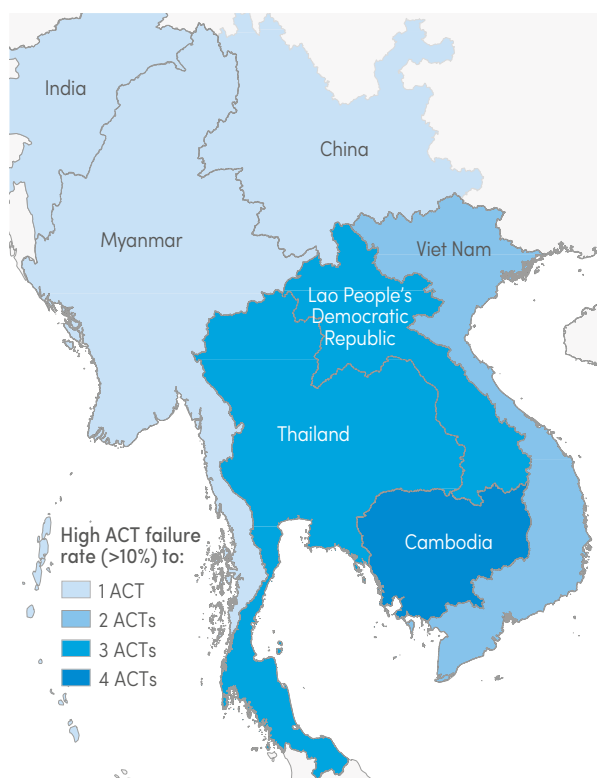 India
China
Myanmar
Viet Nam
Lao People's
Democratic
Republic
Thailand
Cambodia
High ACT failure
rate (>10%) to:
1 ACT
2 ACTs
3 ACTs
4 ACTs